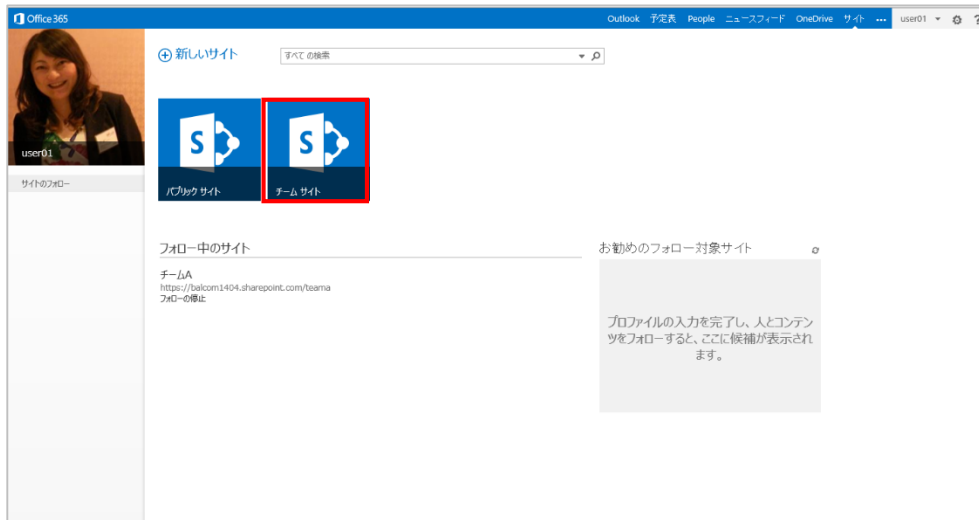 Office 365
Outlook 予定表 People ニュースフィード OneDrive サイト ••• user01 ?
新しいサイト
すべて の検索
user01
サイトのフォロー
S
S
パブリック サイト
チーム サイト
フォロー中のサイト
お勧めのフォロー対象サイト
チームA
https://balcom1404.sharepoint.com/teama
フォローの停止
プロファイルの入力を完了し、人とコンテン
ツをフォローすると、ここに候補が表示され
ます。